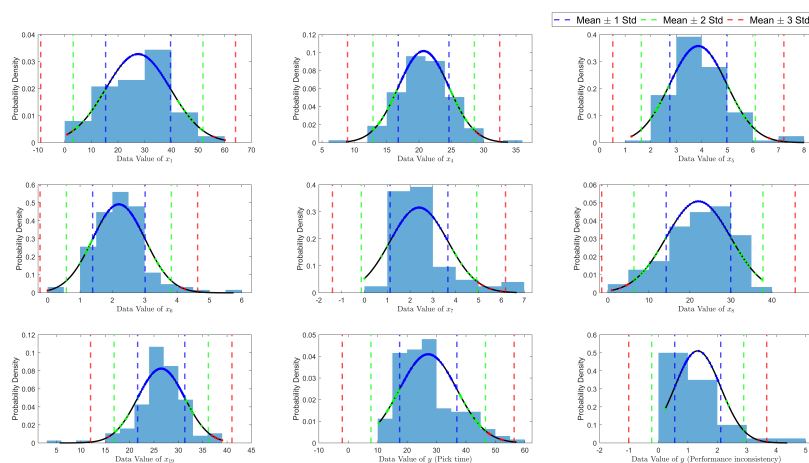 Mean ± 1 Std Mean ± 2 Std Mean ± 3 Std
0.04
0.03
0.02
0.01
0
Probability Density
-10 0 10 20 30 40 50 60 70
Data Value of x1
0.12
0.1
0.08
0.06
0.04
0.02
0
Probability Density
5 10 15 20 25 30 35
Data Value of x4
0.4
0.3
0.2
0.1
0
Probability Density
0 1 2 3 4 5 6 7 8
Data Value of x5
0.6
0.5
0.4
0.3
0.2
0.1
0
Probability Density
0 1 2 3 4 5 6
Data Value of x6
0.4
0.3
0.2
0.1
0
Probability Density
-2 -1 0 1 2 3 4 5 6 7
Data Value of x7
0.06
0.05
0.04
0.03
0.02
0.01
0
Probability Density
0 10 20 30 40
Data Value of x8
0.12
0.1
0.08
0.06
0.04
0.02
0
Probability Density
5 10 15 20 25 30 35 40 45
Data Value of x10
0.05
0.04
0.03
0.02
0.01
0
Probability Density
0 10 20 30 40 50 60
Data Value of y (Pick time)
0.6
0.5
0.4
0.3
0.2
0.1
0
Probability Density
-2 -1 0 1 2 3 4 5
Data Value of y (Performance inconsistency)